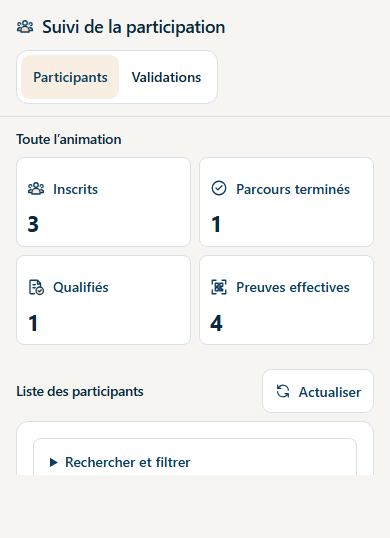 Suivi de la participation
Participants
Validations
Toute l’animation
Inscrits
3
Parcours terminés
1
Qualifiés
1
Preuves effectives
4
Liste des participants
Actualiser
Rechercher et filtrer